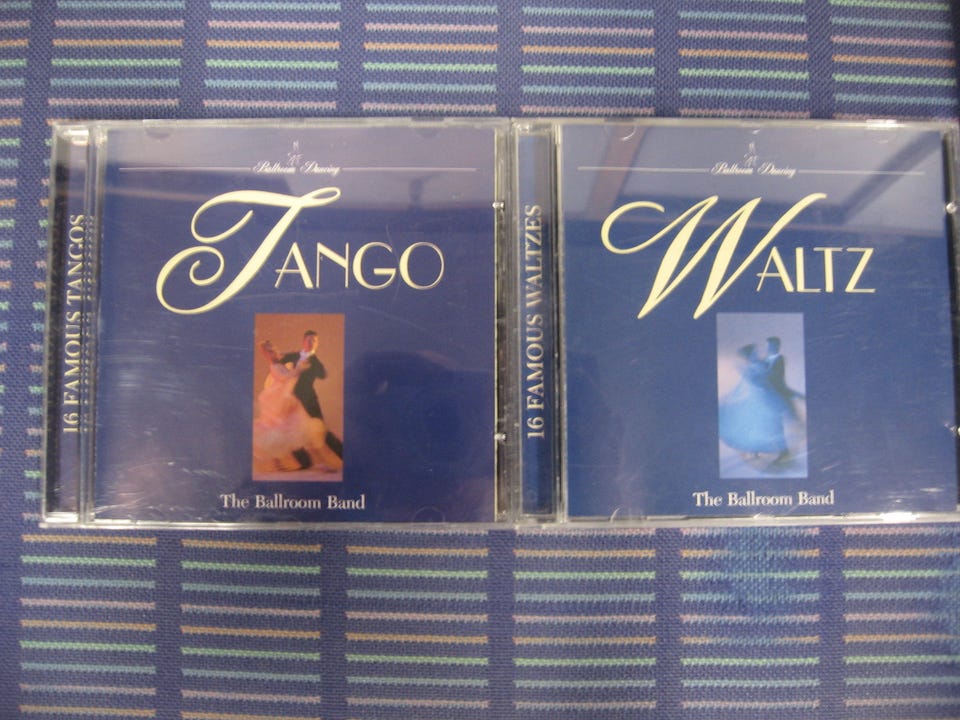 16 FAMOUS TANGOS
Ballroom Dancing
TANGO
The Ballroom Band
16 FAMOUS WALTZES
Ballroom Dancing
WALTZ
The Ballroom Band